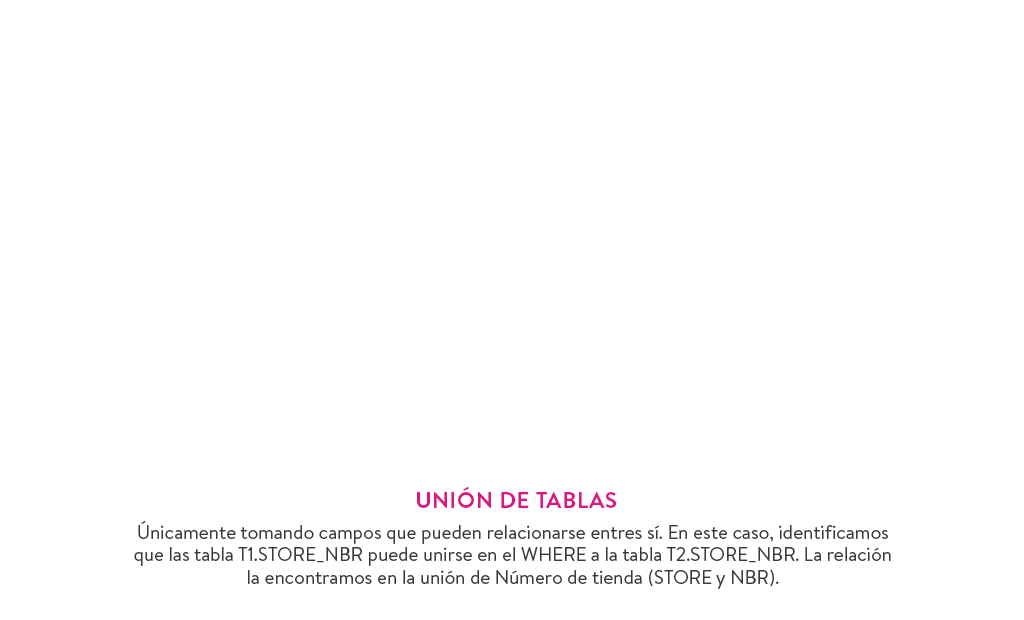 UNIÓN DE TABLAS
Únicamente tomando campos que pueden relacionarse entres sí. En este caso, identificamos
que las tabla T1.STORE_NBR puede unirse en el WHERE a la tabla T2.STORE_NBR. La relación
la encontramos en la unión de Número de tienda (STORE y NBR).